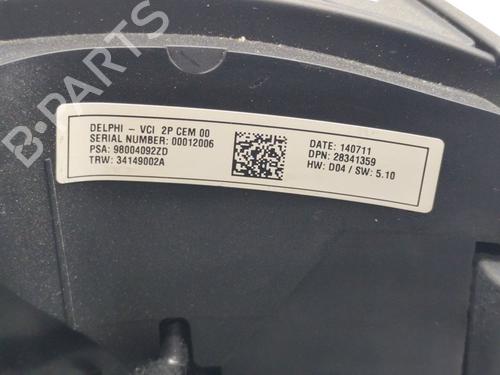 B-PARTS
DELPHI - VCI 2P CEM 00
SERIAL NUMBER: 00012006
PSA: 98004092ZD
TRW: 34149002A
DATE: 140711
DPN: 28341359
HW: D04 / SW: 5.10